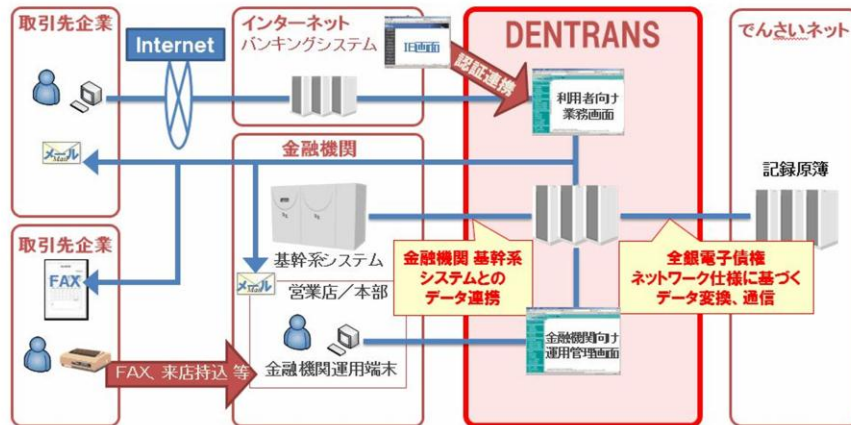 取引先企業
Internet
インターネット
バンキングシステム
IB画面
認証連携
DENTRANS
でんさいネット
利用者向け
業務画面
メール
Mail
金融機関
記録原簿
取引先企業
FAX
基幹系システム
金融機関 基幹系
システムとの
データ連携
全銀電子債権
ネットワーク仕様に基づく
データ変換、通信
メール
Mail
営業店／本部
金融機関向け
運用管理画面
FAX、来店持込 等
金融機関運用端末